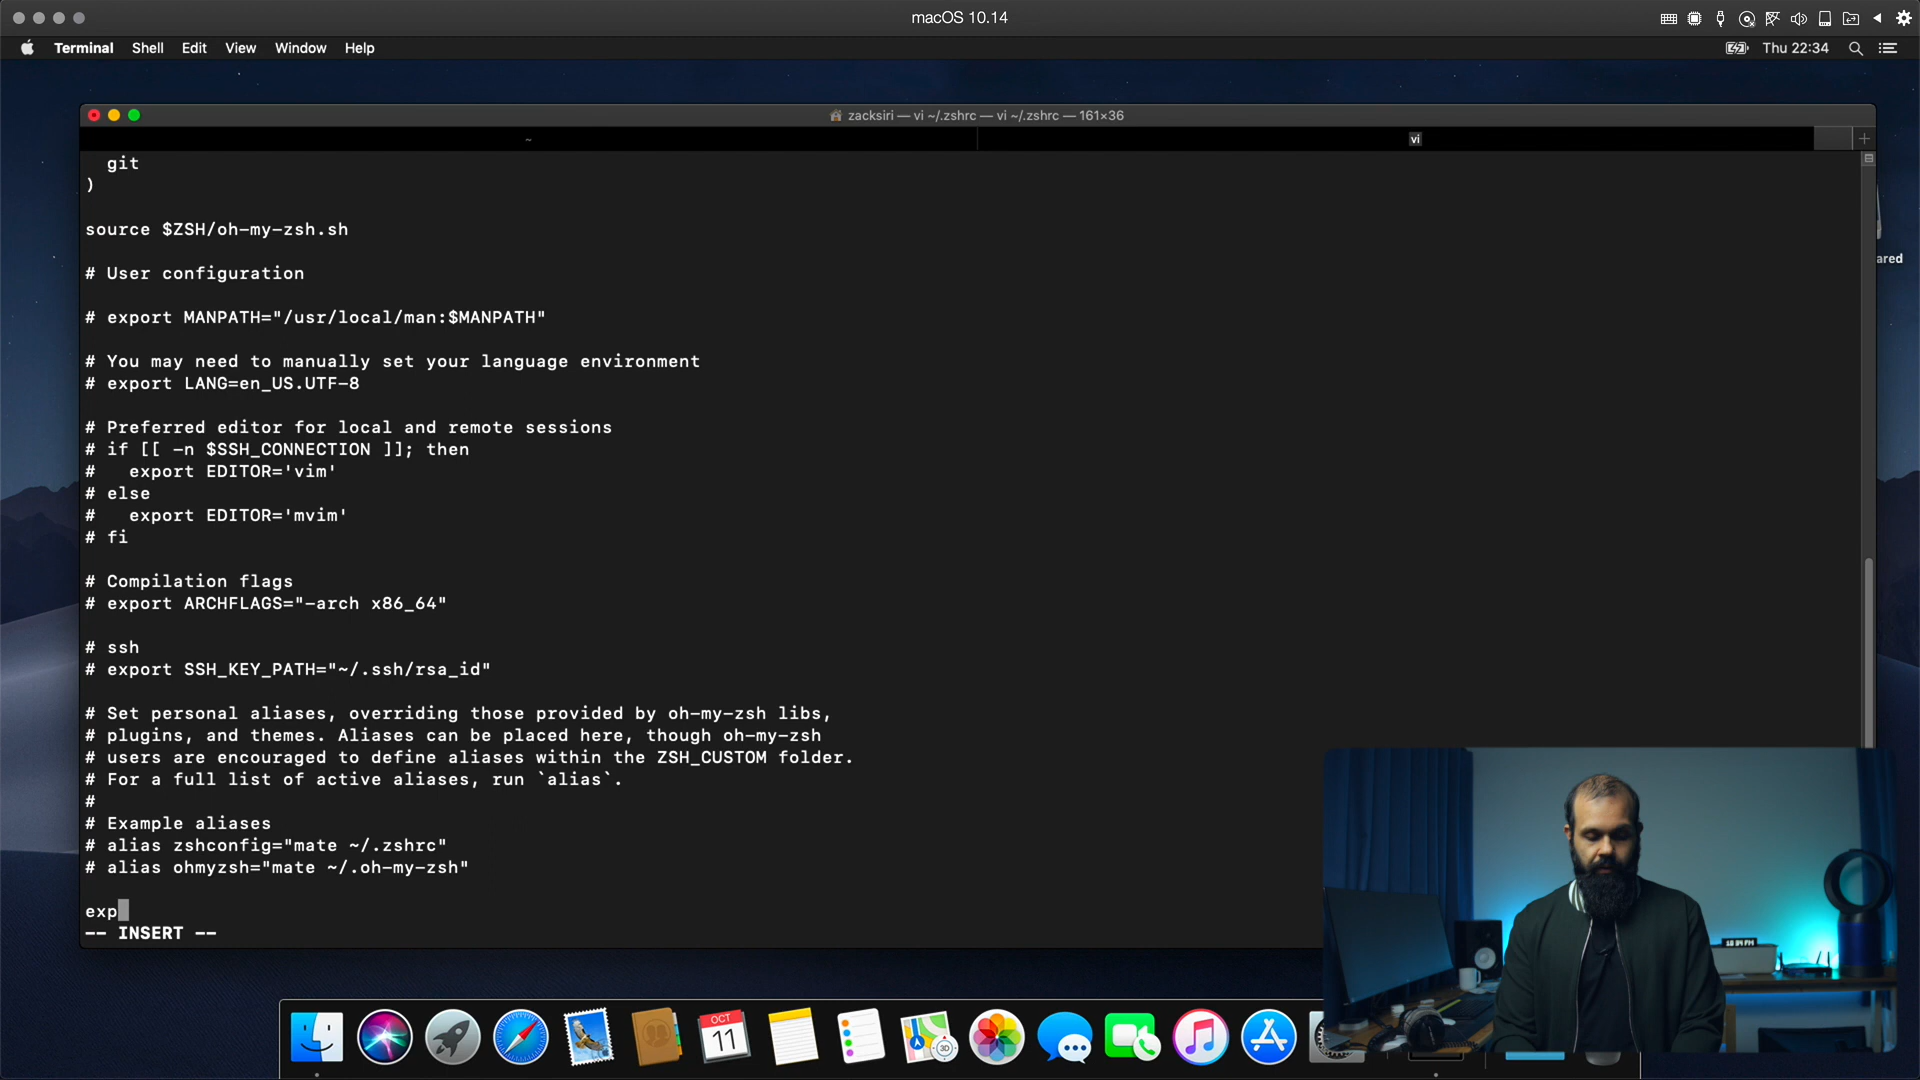 macOS 10.14
Terminal Shell Edit View Window Help
Thu 22:34
zacksiri — vi ~/.zshrc — vi ~/.zshrc — 161×36
~
vi
+
git
)
source $ZSH/oh-my-zsh.sh
# User configuration
# export MANPATH="/usr/local/man:$MANPATH"
# You may need to manually set your language environment
# export LANG=en_US.UTF-8
# Preferred editor for local and remote sessions
# if [[ -n $SSH_CONNECTION ]]; then
#   export EDITOR='vim'
# else
#   export EDITOR='mvim'
# fi
# Compilation flags
# export ARCHFLAGS="-arch x86_64"
# ssh
# export SSH_KEY_PATH="~/.ssh/rsa_id"
# Set personal aliases, overriding those provided by oh-my-zsh libs,
# plugins, and themes. Aliases can be placed here, though oh-my-zsh
# users are encouraged to define aliases within the ZSH_CUSTOM folder.
# For a full list of active aliases, run `alias`.
#
# Example aliases
# alias zshconfig="mate ~/.zshrc"
# alias ohmyzsh="mate ~/.oh-my-zsh"
exp
-- INSERT --
ared
10:34 PM
OCT
11
3D